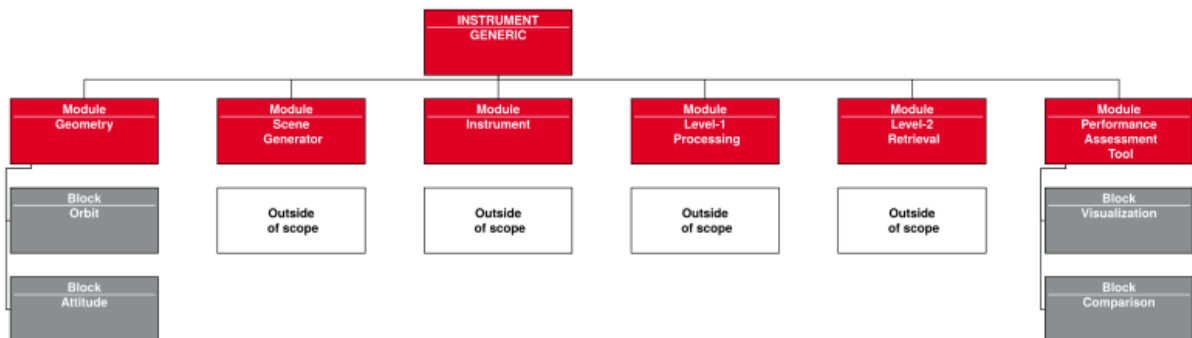 INSTRUMENT
GENERIC
Module
Geometry
Module
Scene
Generator
Module
Instrument
Module
Level-1
Processing
Module
Level-2
Retrieval
Module
Performance
Assessment
Tool
Block
Orbit
Outside
of scope
Outside
of scope
Outside
of scope
Outside
of scope
Block
Visualization
Block
Attitude
Block
Comparison